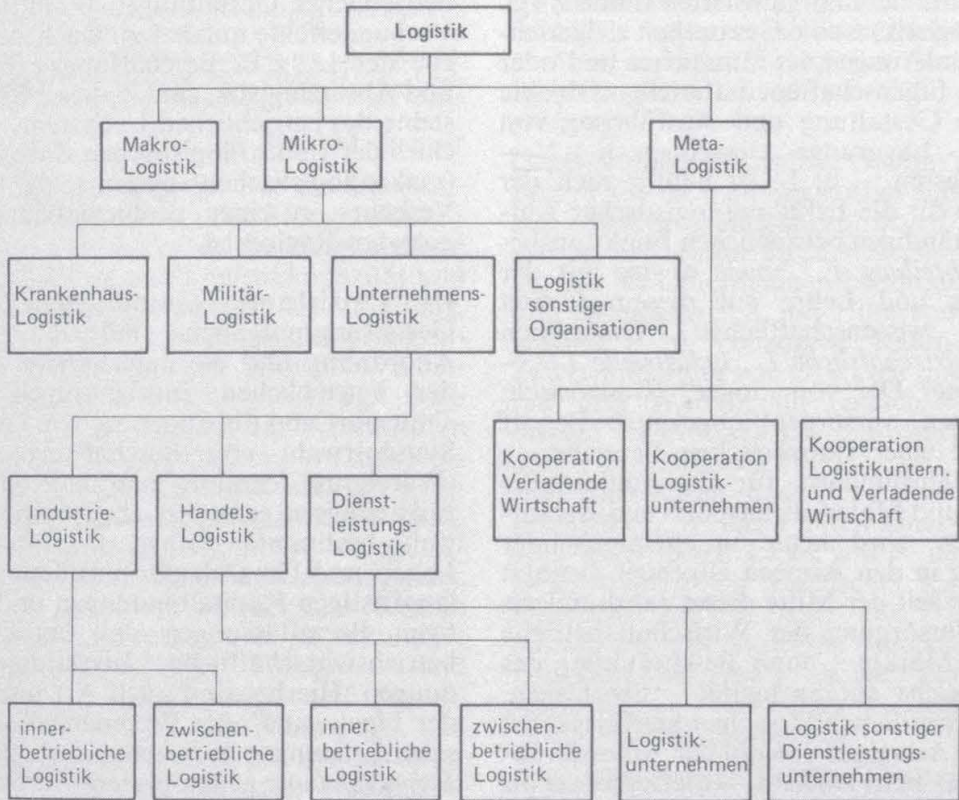 Logistik
Makro-
Logistik
Mikro-
Logistik
Meta-
Logistik
Krankenhaus-
Logistik
Militär-
Logistik
Unternehmens-
Logistik
Logistik
sonstiger
Organisationen
Kooperation
Verladende
Wirtschaft
Kooperation
Logistik-
unternehmen
Kooperation
Logistikuntern.
und Verladende
Wirtschaft
Industrie-
Logistik
Handels-
Logistik
Dienst-
leistungs-
Logistik
inner-
betriebliche
Logistik
zwischen-
betriebliche
Logistik
inner-
betriebliche
Logistik
zwischen-
betriebliche
Logistik
Logistik-
unternehmen
Logistik sonstiger
Dienstleistungs-
unternehmen